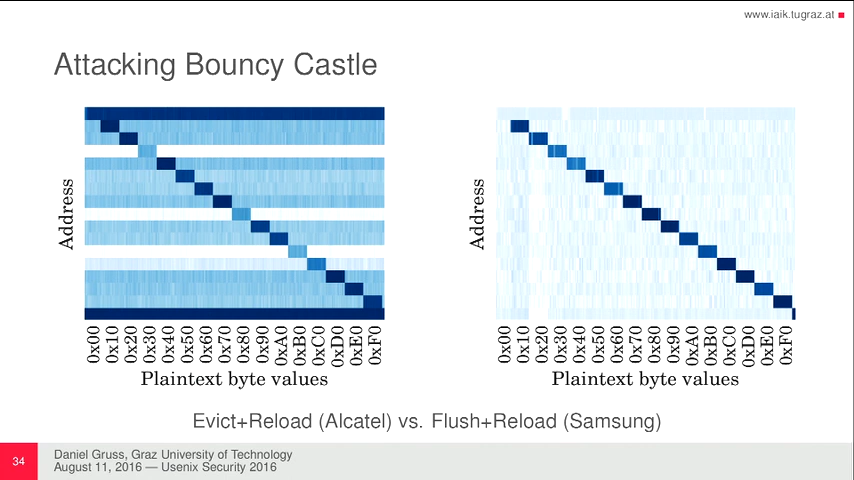 www.iaik.tugraz.at
Attacking Bouncy Castle
Address
0x00
0x10
0x20
0x30
0x40
0x50
0x60
0x70
0x80
0x90
0xA0
0xB0
0xC0
0xD0
0xE0
0xF0
Plaintext byte values
Address
0x00
0x10
0x20
0x30
0x40
0x50
0x60
0x70
0x80
0x90
0xA0
0xB0
0xC0
0xD0
0xE0
0xF0
Plaintext byte values
Evict+Reload (Alcatel) vs. Flush+Reload (Samsung)
34
Daniel Gruss, Graz University of Technology
August 11, 2016 — Usenix Security 2016